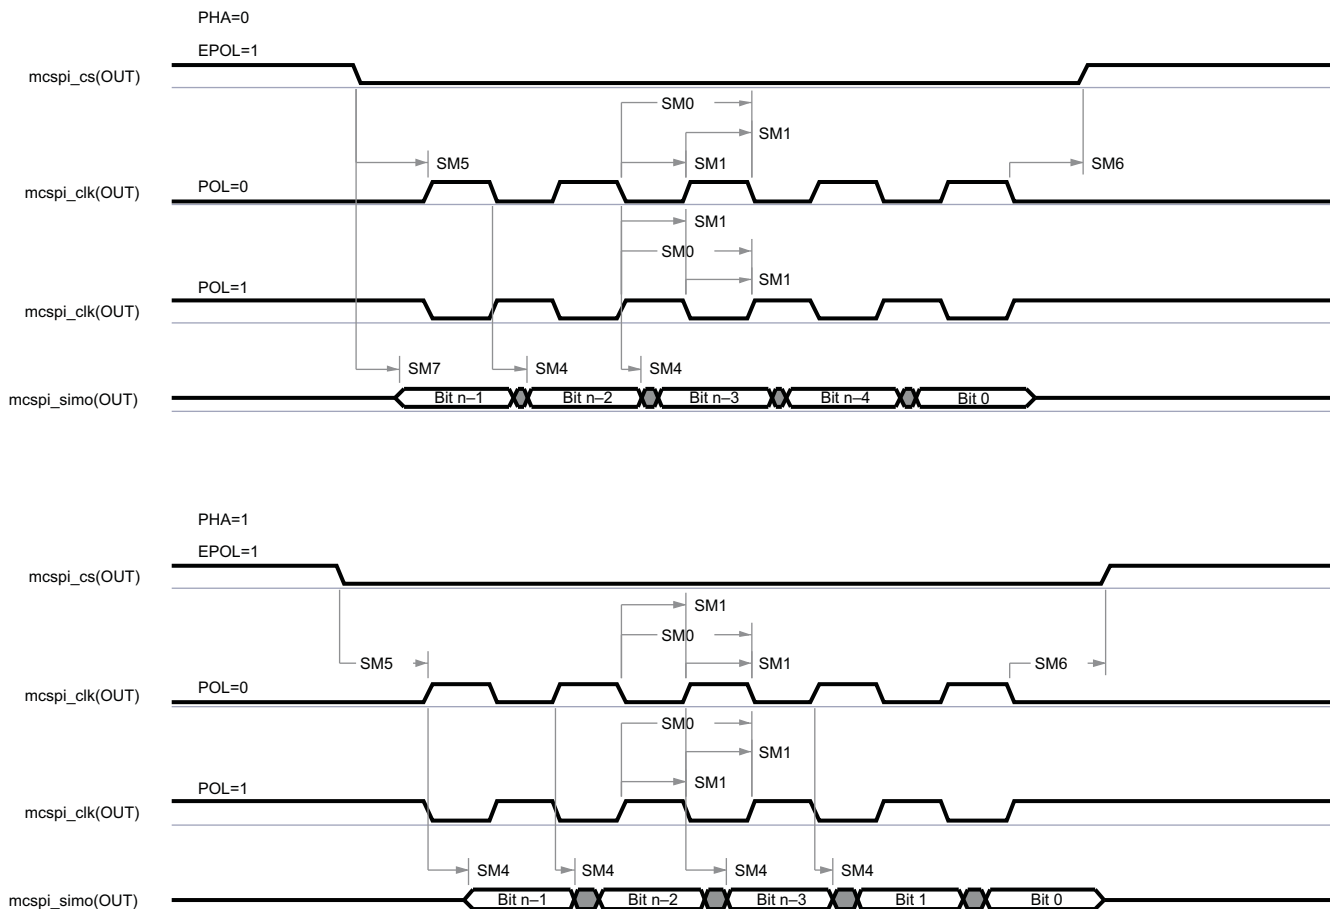 PHA=0
EPOL=1
mcspi_cs(OUT)
SM0
SM1
SM5 SM1 SM6
mcspi_clk(OUT) POL=0
SM1
SM0
SM1
POL=1
mcspi_clk(OUT)
SM7 SM4 SM4
mcspi_simo(OUT) Bit n–1 Bit n–2 Bit n–3 Bit n–4 Bit 0
PHA=1
EPOL=1
mcspi_cs(OUT)
SM1
SM0
SM5 SM1 SM6
mcspi_clk(OUT) POL=0
SM0
SM1
SM1
POL=1
mcspi_clk(OUT)
SM4 SM4 SM4 SM4
mcspi_simo(OUT) Bit n–1 Bit n–2 Bit n–3 Bit 1 Bit 0